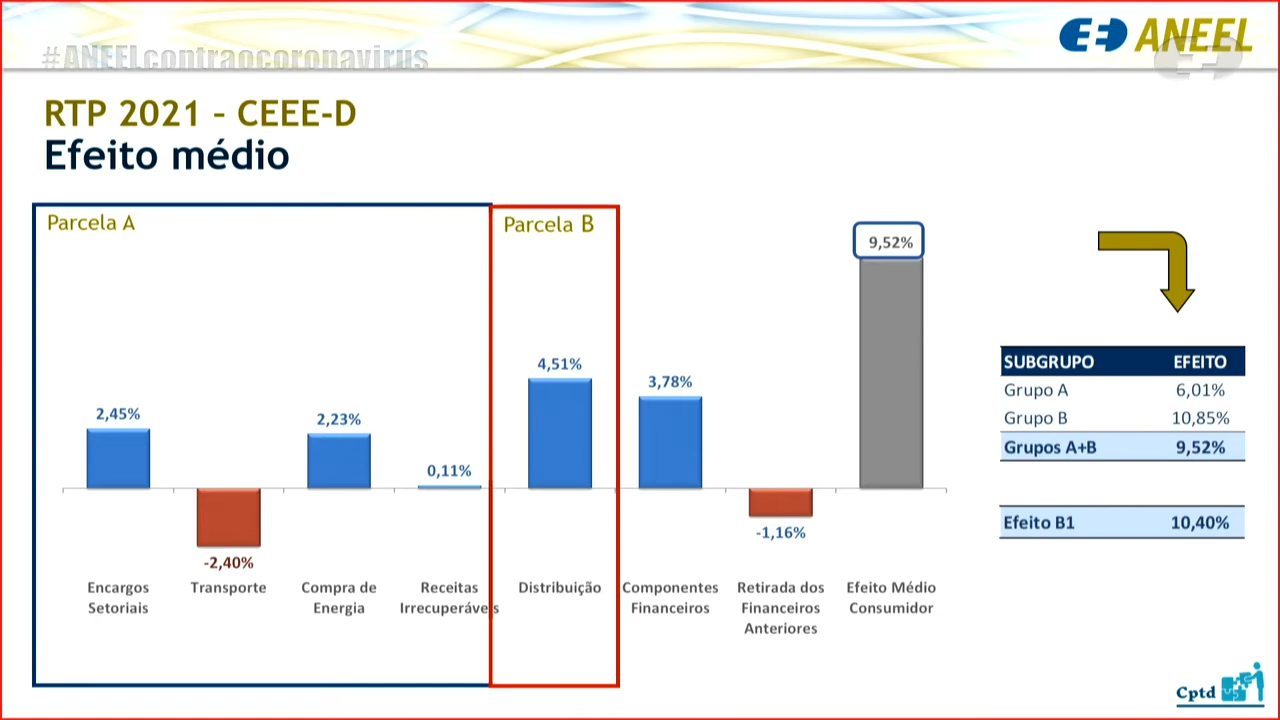 #ANEELcontraocoronavirus
ANEEL
RTP 2021 – CEEE-D
Efeito médio
Parcela A
Parcela B
2,45%
-2,40%
2,23%
0,11%
4,51%
3,78%
-1,16%
9,52%
Encargos
Setoriais
Transporte
Compra de
Energia
Receitas
Irrecuperáveis
Distribuição
Componentes
Financeiros
Retirada dos
Financeiros
Anteriores
Efeito Médio
Consumidor
SUBGRUPO EFEITO
Grupo A 6,01%
Grupo B 10,85%
Grupos A+B 9,52%
Efeito B1 10,40%
Cptd